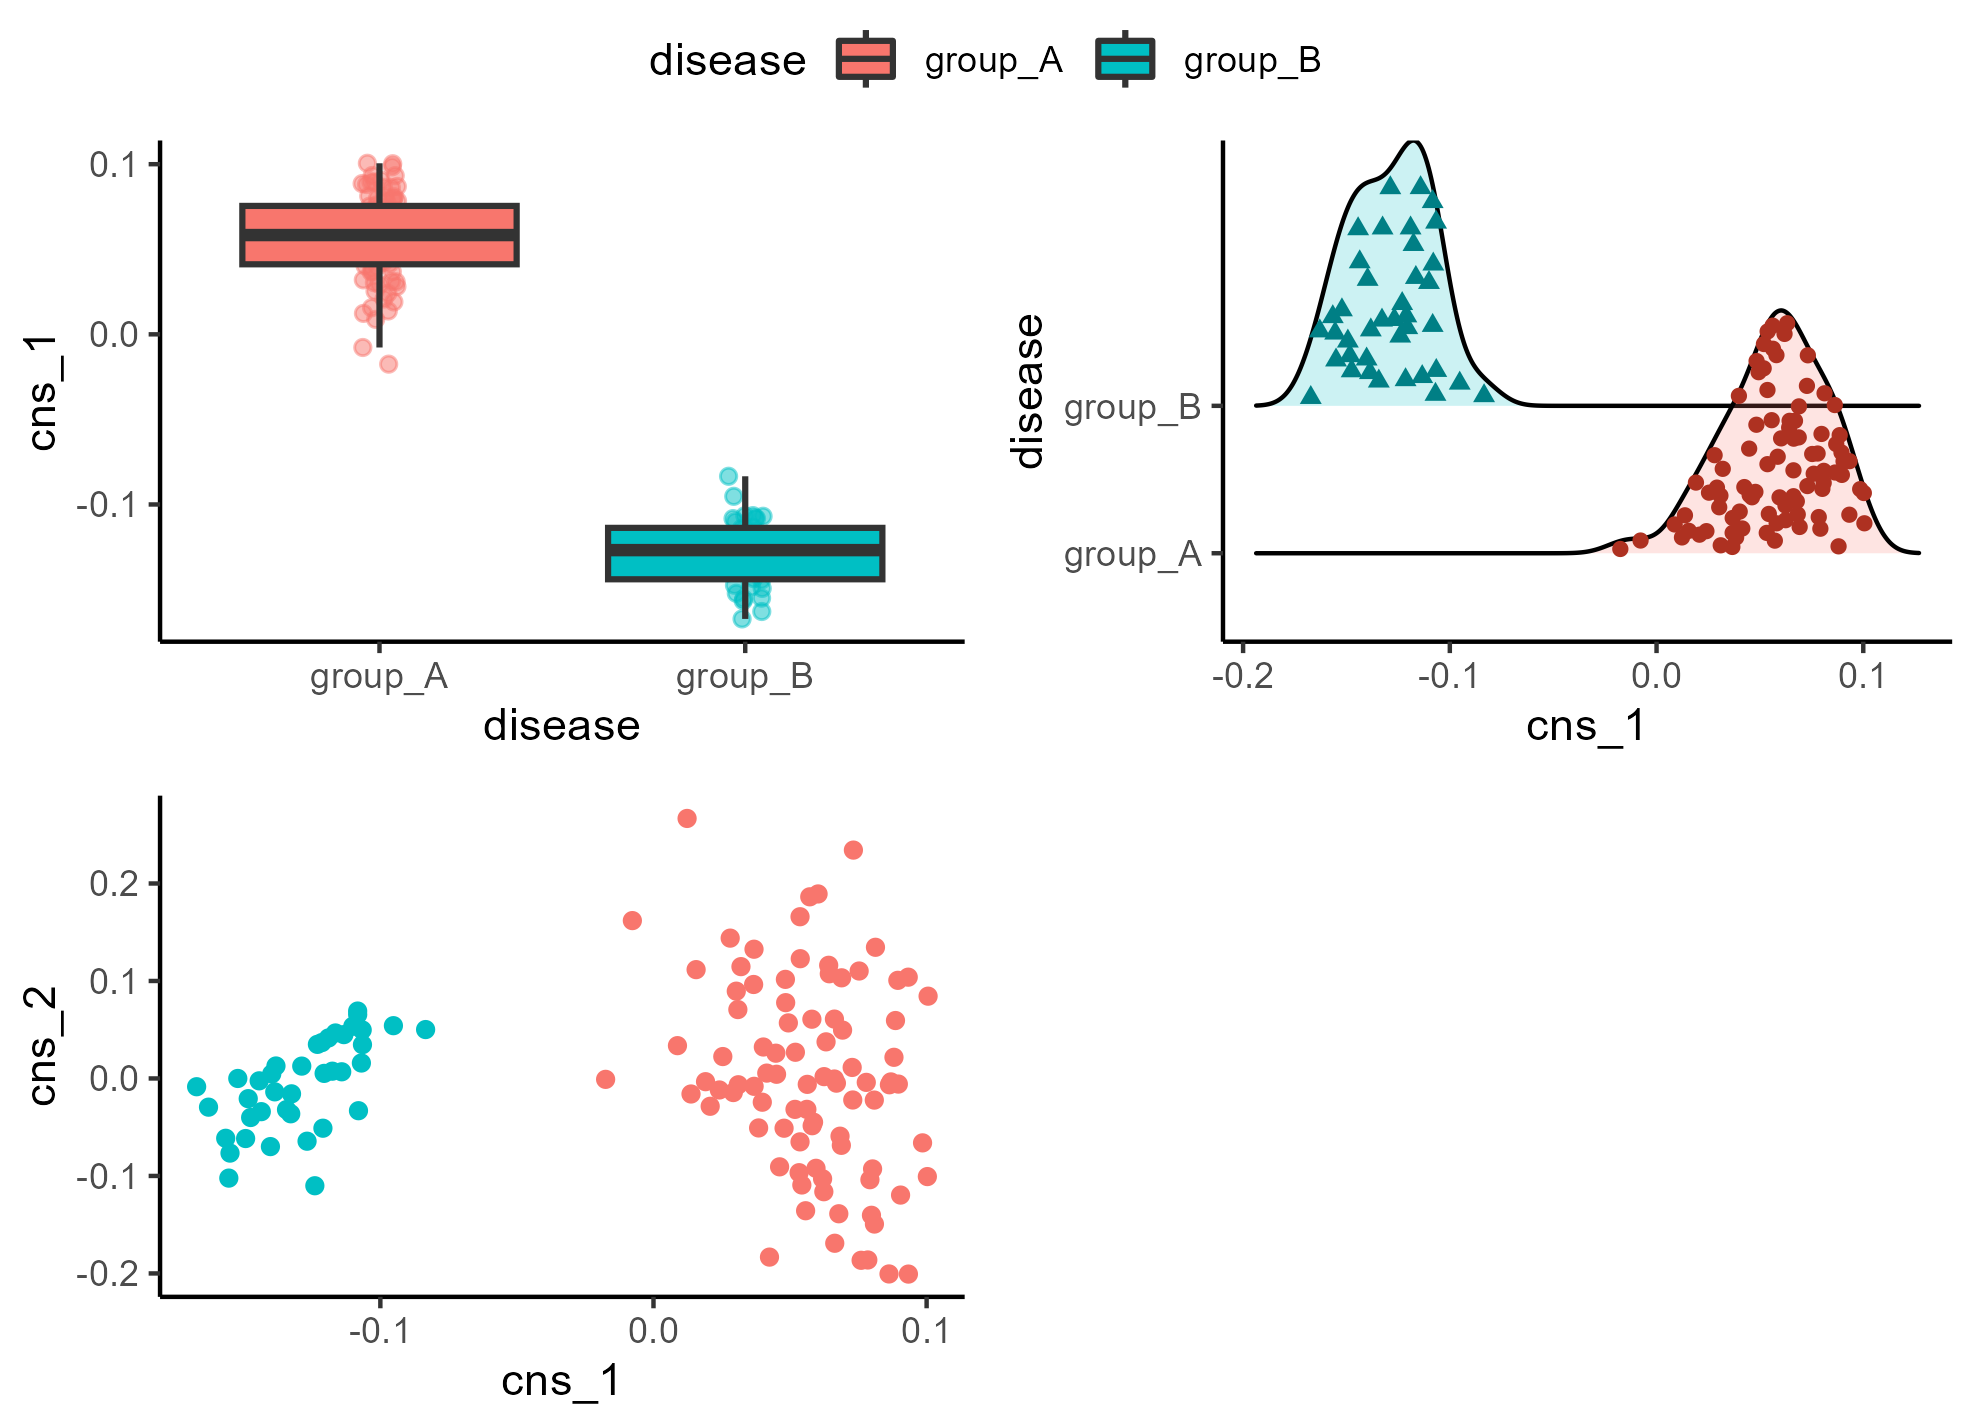 disease group_A group_B
0.1
0.0
-0.1
cns_1
group_A group_B
disease
disease
group_B
group_A
-0.2 -0.1 0.0 0.1
cns_1
0.2
0.1
0.0
-0.1
-0.2
cns_2
-0.1 0.0 0.1
cns_1